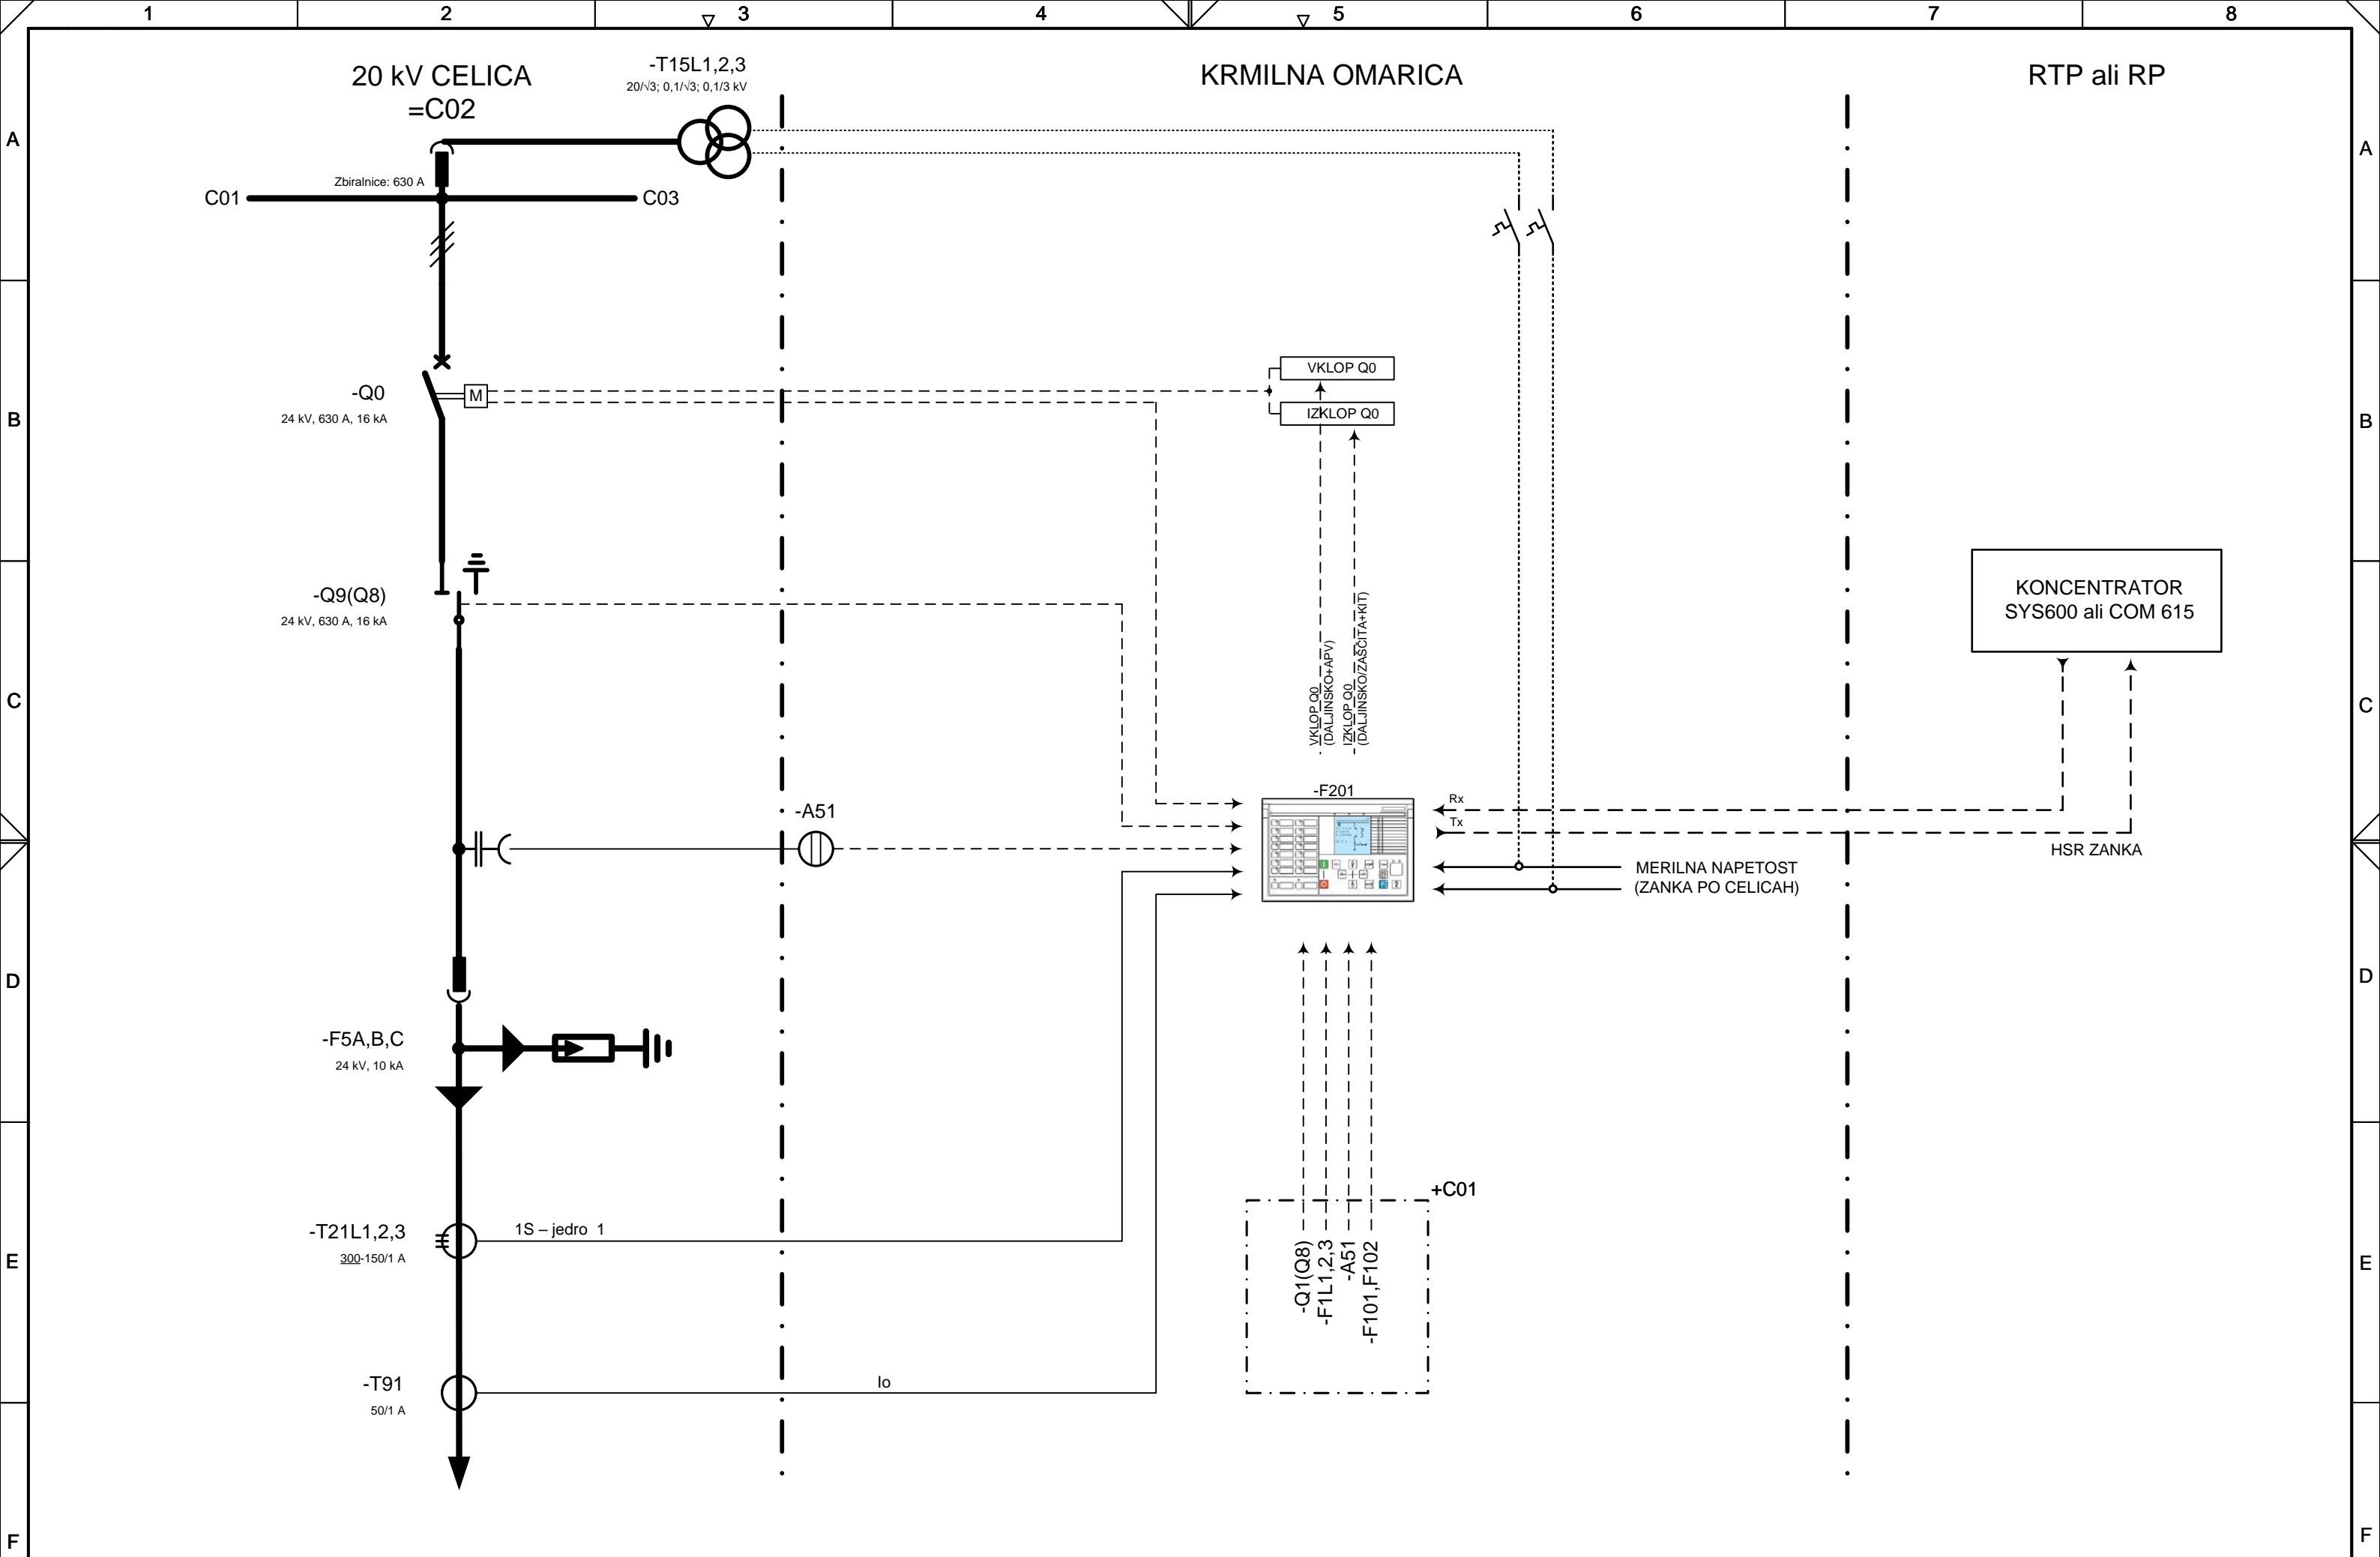 1 2 3 4 5 6 7 8
20 kV CELICA
=C02
-T15L1,2,3
20/√3; 0,1/√3; 0,1/3 kV
KRMILNA OMARICA
RTP ali RP
A
A
Zbiralnice: 630 A
C01
C03
VKLOP Q0
-Q0
M
24 kV, 630 A, 16 kA
IZKLOP Q0
B
B
-Q9(Q8)
24 kV, 630 A, 16 kA
KONCENTRATOR
SYS600 ali COM 615
VKLOP Q0
(DALJINSKO+APV)
IZKLOP Q0
(DALJINSKO/ZAŠČITA+KIT)
C
C
-A51
-F201
Rx
Tx
HSR ZANKA
MERILNA NAPETOST
(ZANKA PO CELICAH)
D
D
-F5A,B,C
24 kV, 10 kA
+C01
-T21L1,2,3
300-150/1 A
1S – jedro 1
-Q1(Q8)
-F1L1,2,3
-A51
-F101,F102
E
E
-T91
50/1 A
Io
F
F